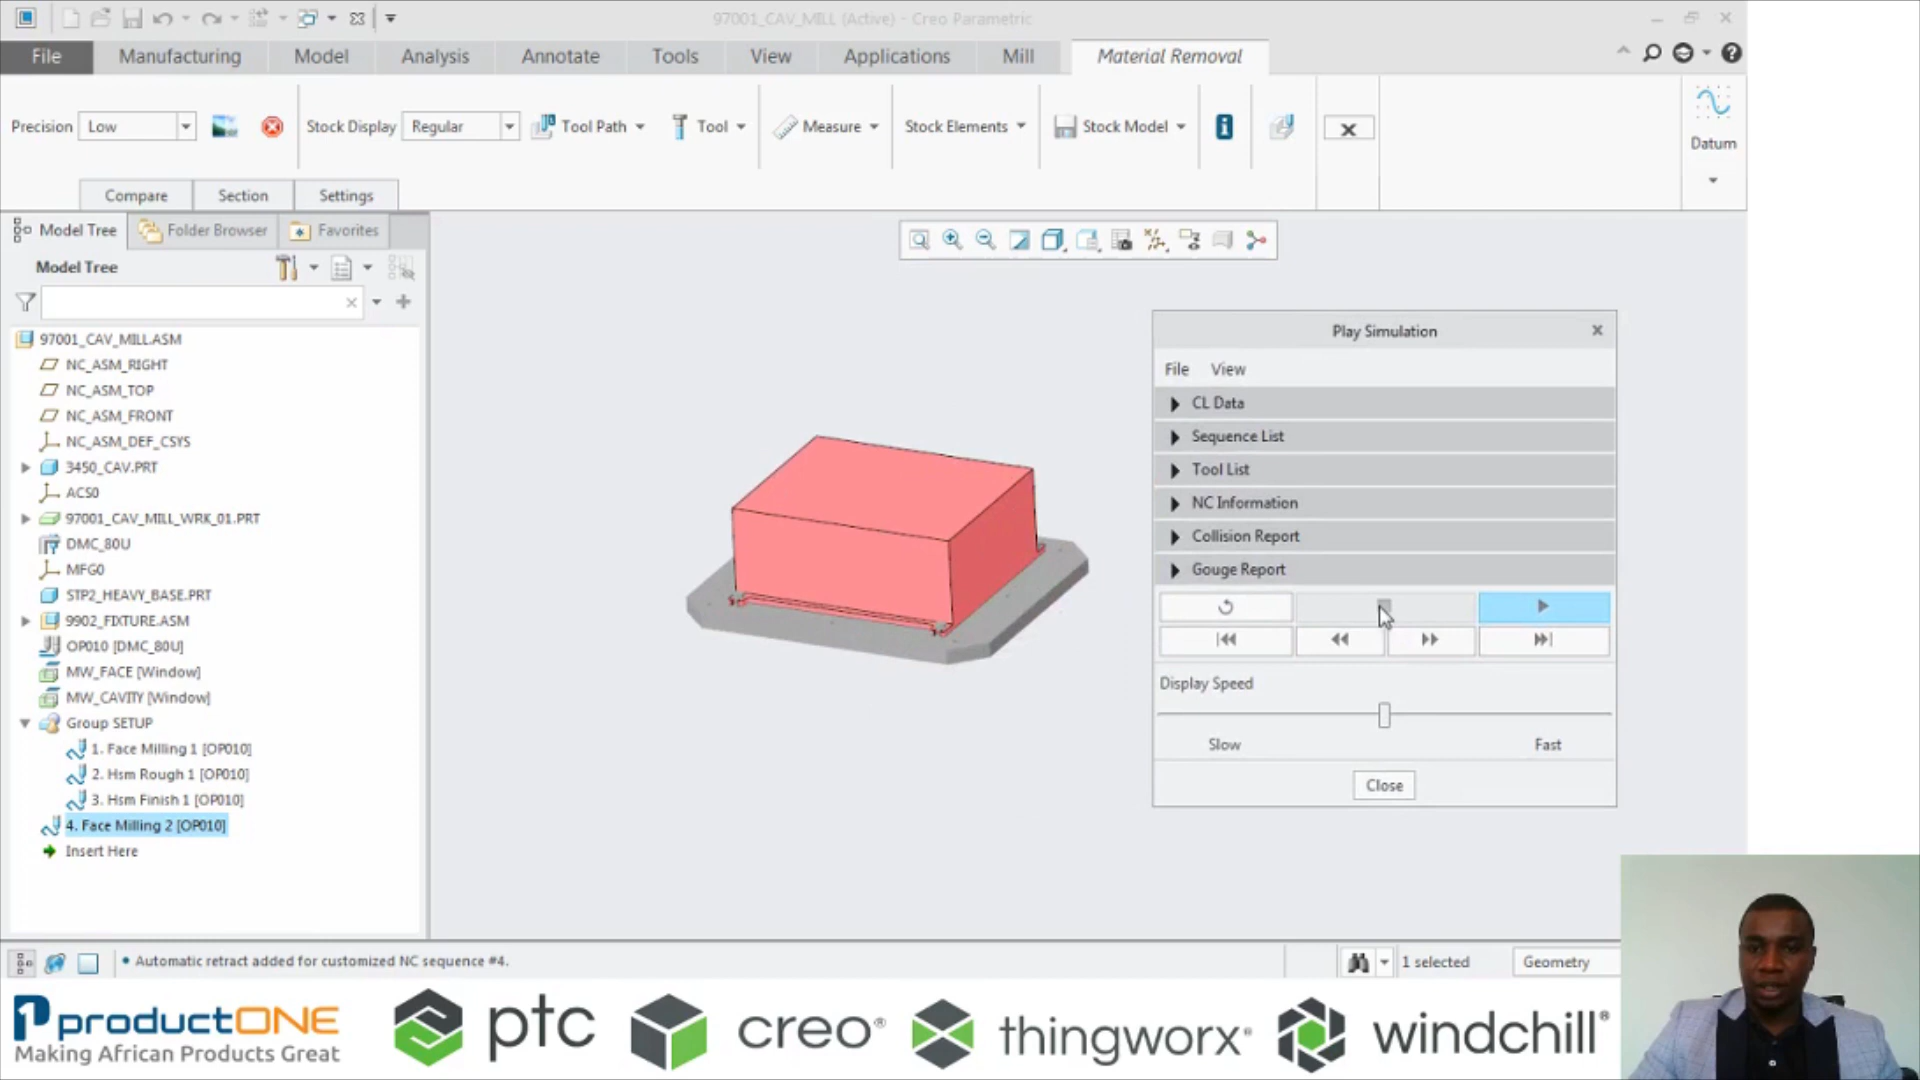 97001_CAV_MILL (Active) - Creo Parametric
File
Manufacturing
Model
Analysis
Annotate
Tools
View
Applications
Mill
Material Removal
Precision
Low
Stock Display
Regular
Tool Path
Tool
Measure
Stock Elements
Stock Model
Datum
Compare
Section
Settings
Model Tree
Folder Browser
Favorites
Model Tree
97001_CAV_MILL.ASM
NC_ASM_RIGHT
NC_ASM_TOP
NC_ASM_FRONT
NC_ASM_DEF_CSYS
3450_CAV.PRT
ACS0
97001_CAV_MILL_WRK_01.PRT
DMC_80U
MFG0
STP2_HEAVY_BASE.PRT
9902_FIXTURE.ASM
OP010 [DMC_80U]
MW_FACE [Window]
MW_CAVITY [Window]
Group SETUP
1. Face Milling 1 [OP010]
2. Hsm Rough 1 [OP010]
3. Hsm Finish 1 [OP010]
4. Face Milling 2 [OP010]
Insert Here
Play Simulation
File
View
CL Data
Sequence List
Tool List
NC Information
Collision Report
Gouge Report
Display Speed
Slow
Fast
Close
• Automatic retract added for customized NC sequence #4.
1 selected
Geometry
productONE
Making African Products Great
ptc
creo®
thingworx®
windchill®